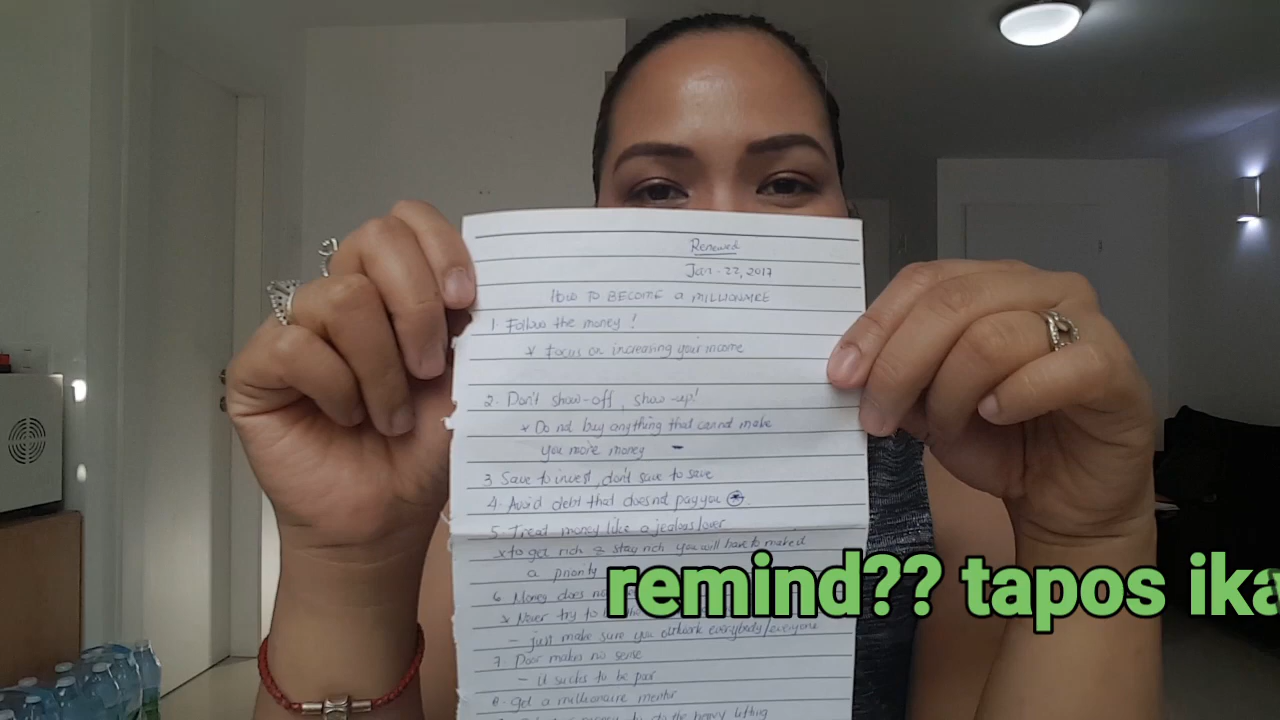 Renewed
Jan - 22, 2017
HOW TO BECOME a MILLIONAIRE
1. Follow the money !
* Focus on increasing your income
2. Don't show-off, show-up!
* Do not buy anything that cannot make
you more money -
3 Save to invest, don't save to save
4. Avoid debt that does not pay you
5. Treat money like a jealous lover
* to get rich & stay rich you will have to make it
a priority
6 Money does no
* Never try to
- just make sure you outwork everybody/everyone
7. Poor makes no sense
- it sucks to be poor
8. get a millionaire mentor
money to do the heavy lifting
remind?? tapos ika